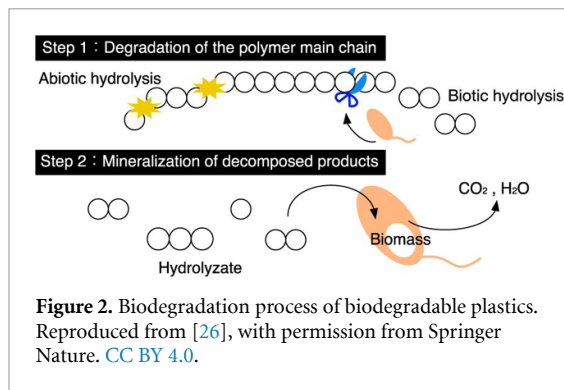 Step 1：Degradation of the polymer main chain
Abiotic hydrolysis
Biotic hydrolysis
Step 2：Mineralization of decomposed products
CO₂ , H₂O
Biomass
Hydrolyzate
Figure 2. Biodegradation process of biodegradable plastics.
Reproduced from [26], with permission from Springer
Nature. CC BY 4.0.